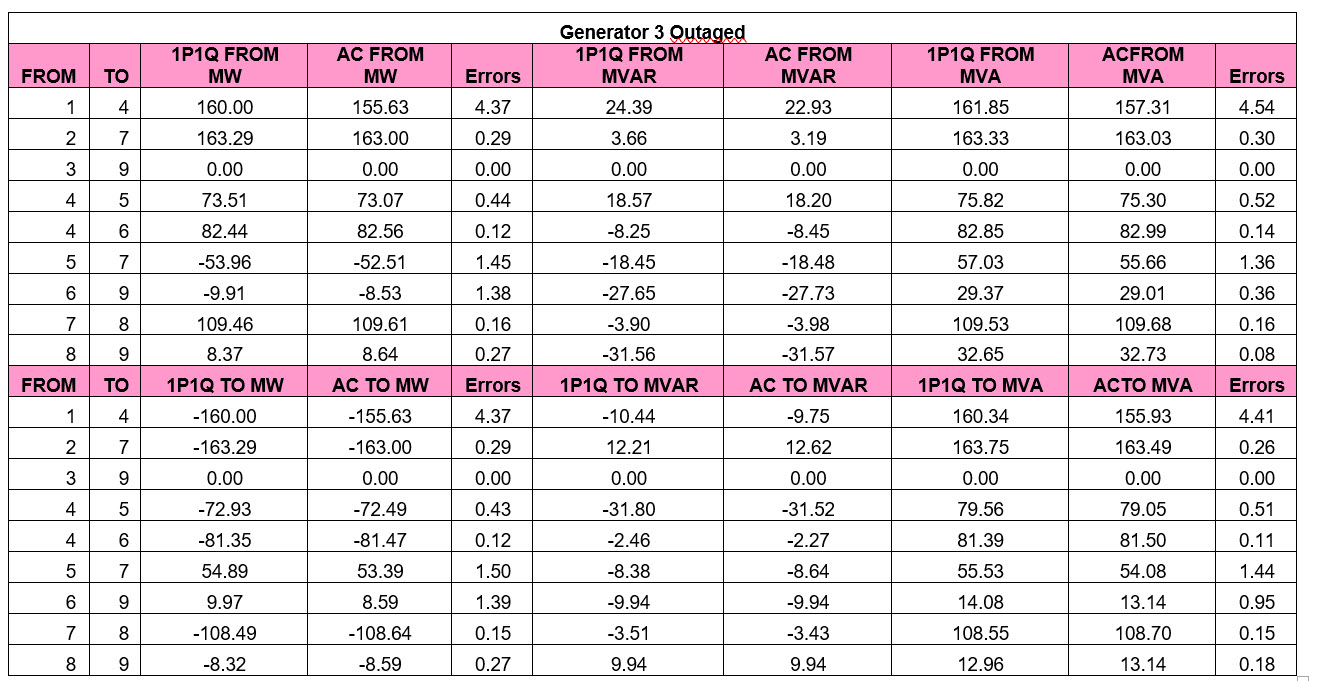 Generator 3 Outaged
FROM TO 1P1Q FROM MW AC FROM MW Errors 1P1Q FROM MVAR AC FROM MVAR 1P1Q FROM MVA ACFROM MVA Errors
1 4 160.00 155.63 4.37 24.39 22.93 161.85 157.31 4.54
2 7 163.29 163.00 0.29 3.66 3.19 163.33 163.03 0.30
3 9 0.00 0.00 0.00 0.00 0.00 0.00 0.00 0.00
4 5 73.51 73.07 0.44 18.57 18.20 75.82 75.30 0.52
4 6 82.44 82.56 0.12 -8.25 -8.45 82.85 82.99 0.14
5 7 -53.96 -52.51 1.45 -18.45 -18.48 57.03 55.66 1.36
6 9 -9.91 -8.53 1.38 -27.65 -27.73 29.37 29.01 0.36
7 8 109.46 109.61 0.16 -3.90 -3.98 109.53 109.68 0.16
8 9 8.37 8.64 0.27 -31.56 -31.57 32.65 32.73 0.08
FROM TO 1P1Q TO MW AC TO MW Errors 1P1Q TO MVAR AC TO MVAR 1P1Q TO MVA ACTO MVA Errors
1 4 -160.00 -155.63 4.37 -10.44 -9.75 160.34 155.93 4.41
2 7 -163.29 -163.00 0.29 12.21 12.62 163.75 163.49 0.26
3 9 0.00 0.00 0.00 0.00 0.00 0.00 0.00 0.00
4 5 -72.93 -72.49 0.43 -31.80 -31.52 79.56 79.05 0.51
4 6 -81.35 -81.47 0.12 -2.46 -2.27 81.39 81.50 0.11
5 7 54.89 53.39 1.50 -8.38 -8.64 55.53 54.08 1.44
6 9 9.97 8.59 1.39 -9.94 -9.94 14.08 13.14 0.95
7 8 -108.49 -108.64 0.15 -3.51 -3.43 108.55 108.70 0.15
8 9 -8.32 -8.59 0.27 9.94 9.94 12.96 13.14 0.18